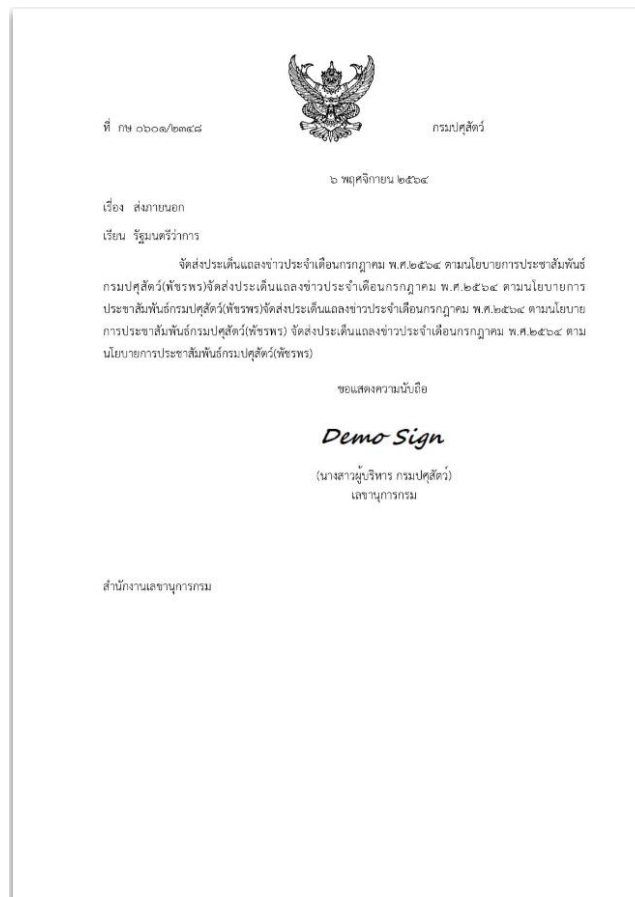 ที่ กษ ๐๖๐๑/๒๓๔๘ กรมปศุสัตว์
๖ พฤศจิกายน ๒๕๖๔
เรื่อง ส่งภายนอก
เรียน รัฐมนตรีว่าการ
จัดส่งประเด็นแถลงข่าวประจำเดือนกรกฎาคม พ.ศ.๒๕๖๔ ตามนโยบายการประชาสัมพันธ์
กรมปศุสัตว์(พัชรพร)จัดส่งประเด็นแถลงข่าวประจำเดือนกรกฎาคม พ.ศ.๒๕๖๔ ตามนโยบายการ
ประชาสัมพันธ์กรมปศุสัตว์(พัชรพร)จัดส่งประเด็นแถลงข่าวประจำเดือนกรกฎาคม พ.ศ.๒๕๖๔ ตามนโยบาย
การประชาสัมพันธ์กรมปศุสัตว์(พัชรพร) จัดส่งประเด็นแถลงข่าวประจำเดือนกรกฎาคม พ.ศ.๒๕๖๔ ตาม
นโยบายการประชาสัมพันธ์กรมปศุสัตว์(พัชรพร)
ขอแสดงความนับถือ
Demo Sign
(นางสาวผู้บริหาร กรมปศุสัตว์)
เลขานุการกรม
สำนักงานเลขานุการกรม